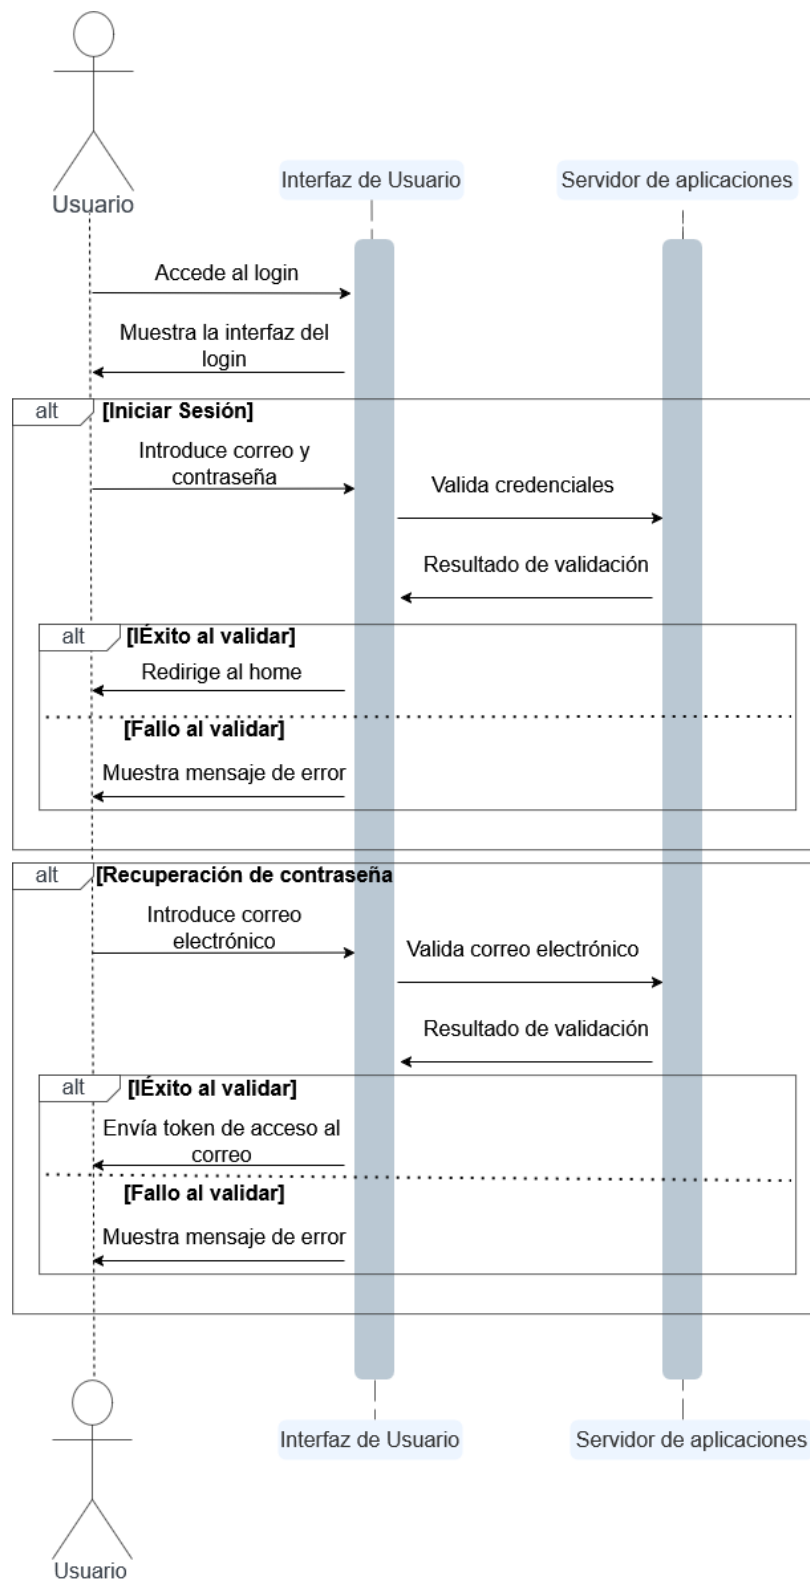 Usuario
Interfaz de Usuario
Servidor de aplicaciones
Accede al login
Muestra la interfaz del
login
alt
[Iniciar Sesión]
Introduce correo y
contraseña
Valida credenciales
Resultado de validación
alt
[IÉxito al validar]
Redirige al home
[Fallo al validar]
Muestra mensaje de error
alt
[Recuperación de contraseña
Introduce correo
electrónico
Valida correo electrónico
Resultado de validación
alt
[IÉxito al validar]
Envía token de acceso al
correo
[Fallo al validar]
Muestra mensaje de error
Interfaz de Usuario
Servidor de aplicaciones
Usuario